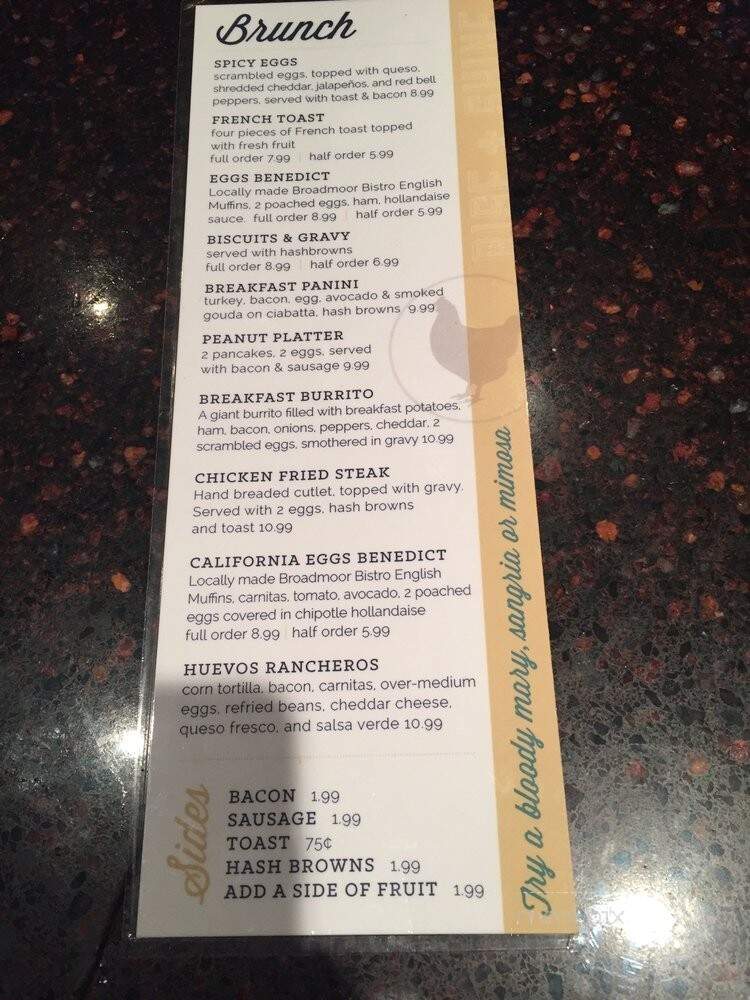 Brunch
SPICY EGGS
scrambled eggs, topped with queso,
shredded cheddar, jalapeños, and red bell
peppers, served with toast & bacon 8.99
FRENCH TOAST
four pieces of French toast topped
with fresh fruit
full order 7.99 | half order 5.99
EGGS BENEDICT
Locally made Broadmoor Bistro English
Muffins, 2 poached eggs, ham, hollandaise
sauce. full order 8.99 | half order 5.99
BISCUITS & GRAVY
served with hashbrowns
full order 8.99 | half order 6.99
BREAKFAST PANINI
turkey, bacon, egg, avocado & smoked
gouda on ciabatta, hash browns 9.99
PEANUT PLATTER
2 pancakes, 2 eggs, served
with bacon & sausage 9.99
BREAKFAST BURRITO
A giant burrito filled with breakfast potatoes,
ham, bacon, onions, peppers, cheddar, 2
scrambled eggs, smothered in gravy 10.99
CHICKEN FRIED STEAK
Hand breaded cutlet, topped with gravy.
Served with 2 eggs, hash browns
and toast 10.99
CALIFORNIA EGGS BENEDICT
Locally made Broadmoor Bistro English
Muffins, carnitas, tomato, avocado, 2 poached
eggs covered in chipotle hollandaise
full order 8.99 | half order 5.99
HUEVOS RANCHEROS
corn tortilla, bacon, carnitas, over-medium
eggs, refried beans, cheddar cheese,
queso fresco, and salsa verde 10.99
Sides
BACON 1.99
SAUSAGE 1.99
TOAST 75¢
HASH BROWNS 1.99
ADD A SIDE OF FRUIT 1.99
Try a bloody mary, sangria or mimosa